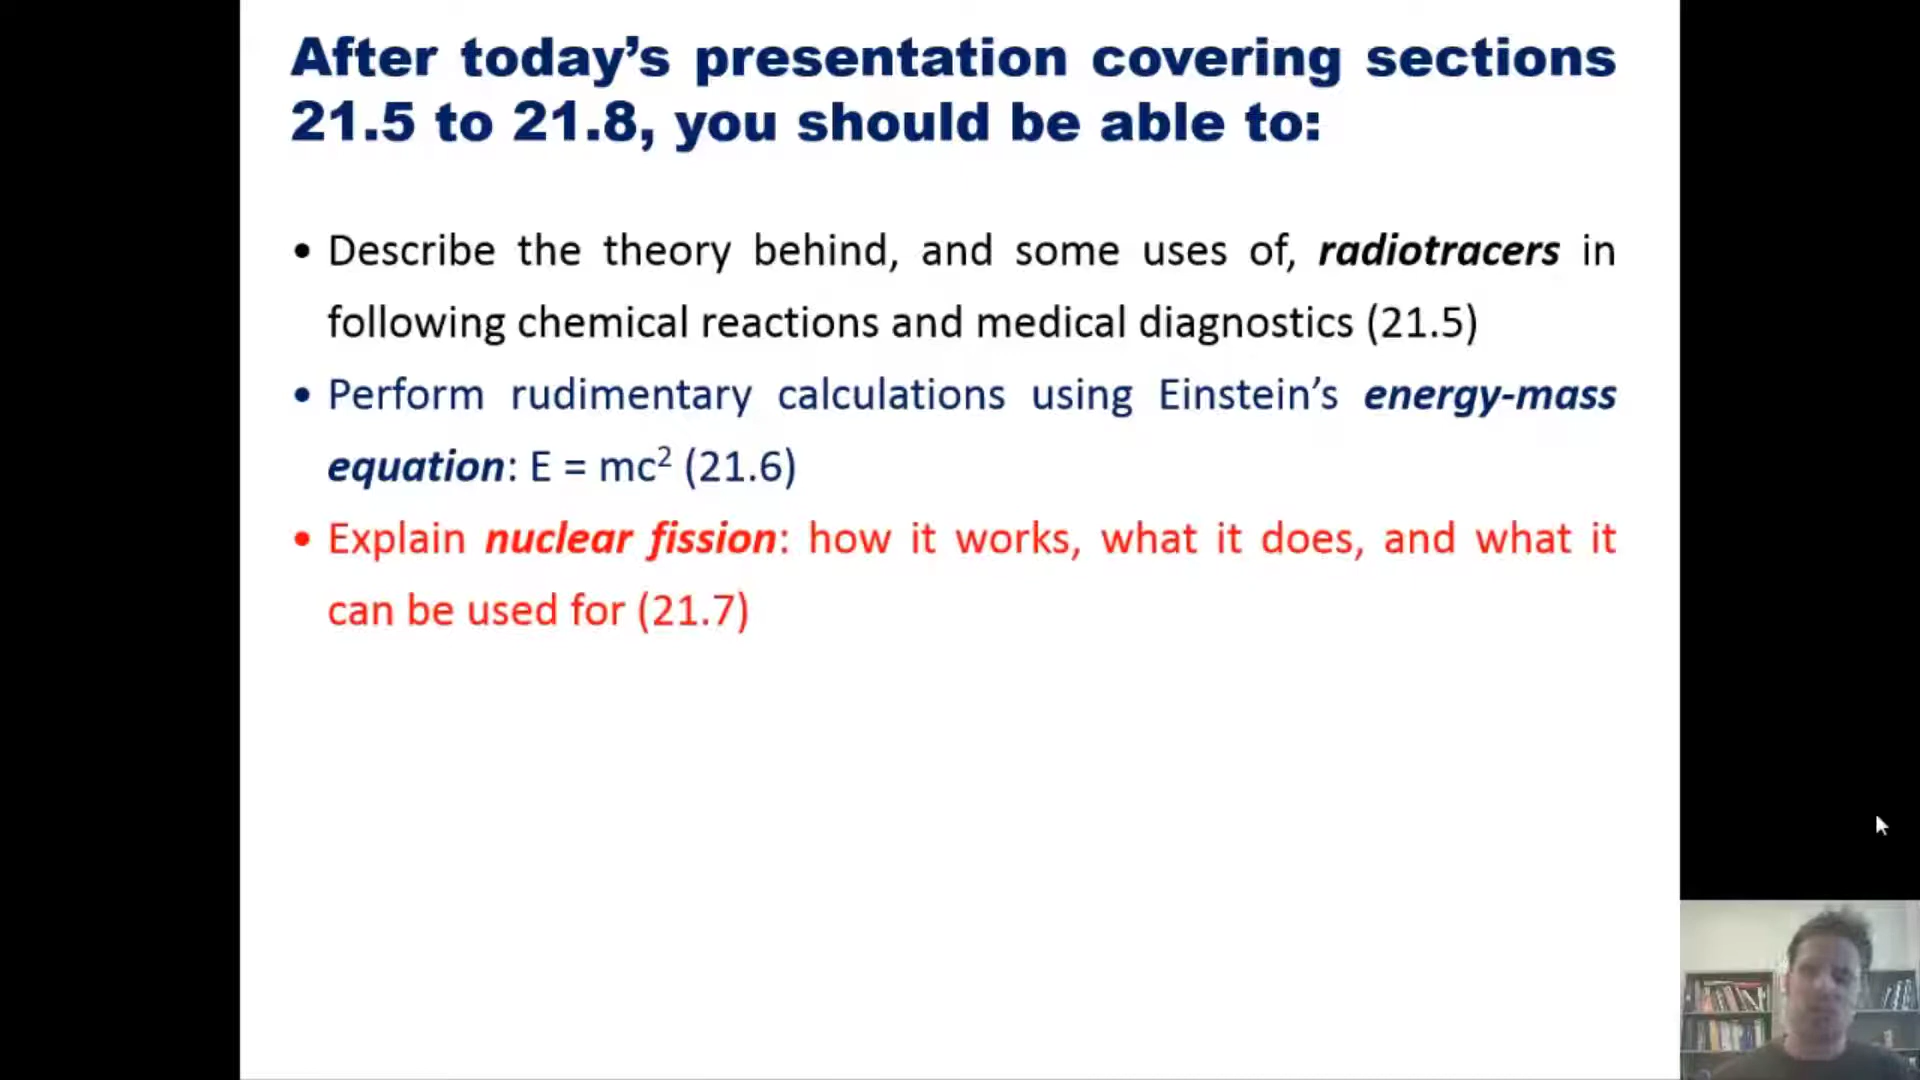 After today’s presentation covering sections
21.5 to 21.8, you should be able to:
• Describe the theory behind, and some uses of, radiotracers in
following chemical reactions and medical diagnostics (21.5)
• Perform rudimentary calculations using Einstein’s energy-mass
equation: E = mc² (21.6)
• Explain nuclear fission: how it works, what it does, and what it
can be used for (21.7)